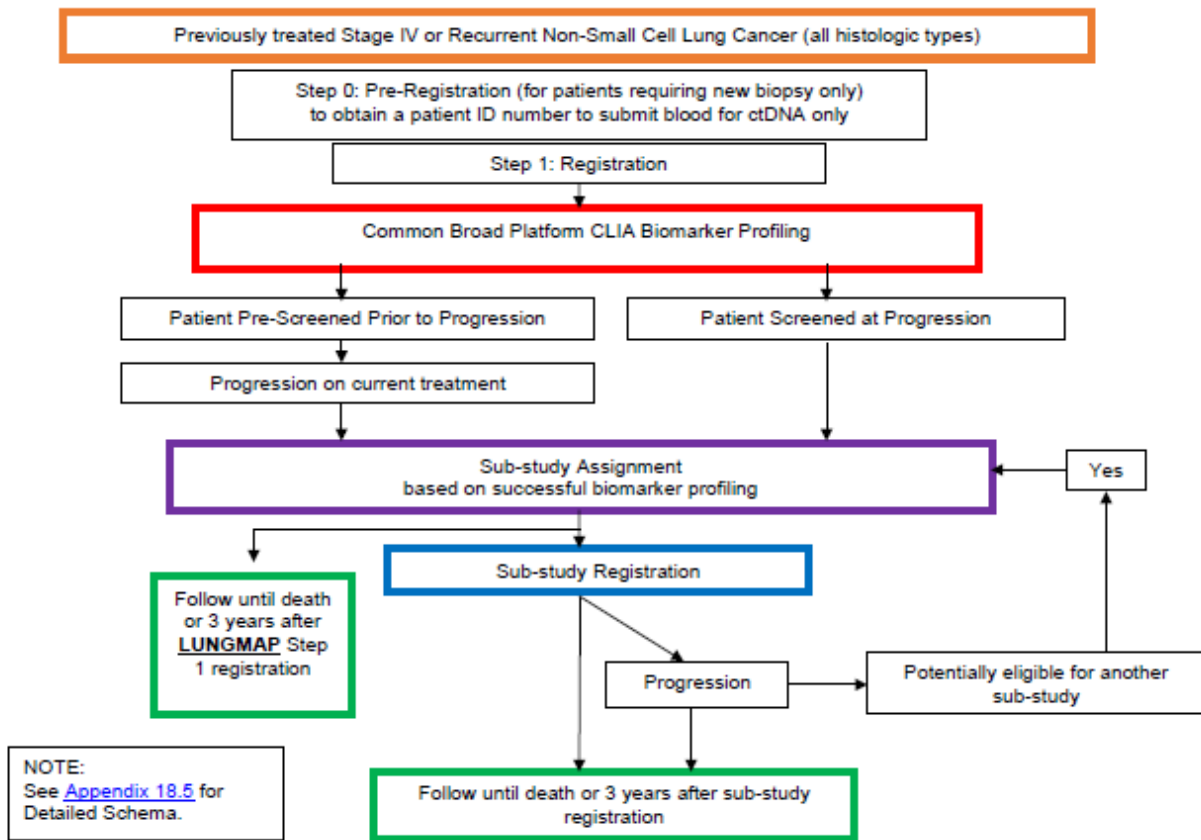 Previously treated Stage IV or Recurrent Non-Small Cell Lung Cancer (all histologic types)
Step 0: Pre-Registration (for patients requiring new biopsy only)
to obtain a patient ID number to submit blood for ctDNA only
Step 1: Registration
Common Broad Platform CLIA Biomarker Profiling
Patient Pre-Screened Prior to Progression
Patient Screened at Progression
Progression on current treatment
Sub-study Assignment
based on successful biomarker profiling
Yes
Sub-study Registration
Follow until death
or 3 years after
LUNGMAP Step
1 registration
Progression
Potentially eligible for another
sub-study
NOTE:
See Appendix 18.5 for
Detailed Schema.
Follow until death or 3 years after sub-study
registration